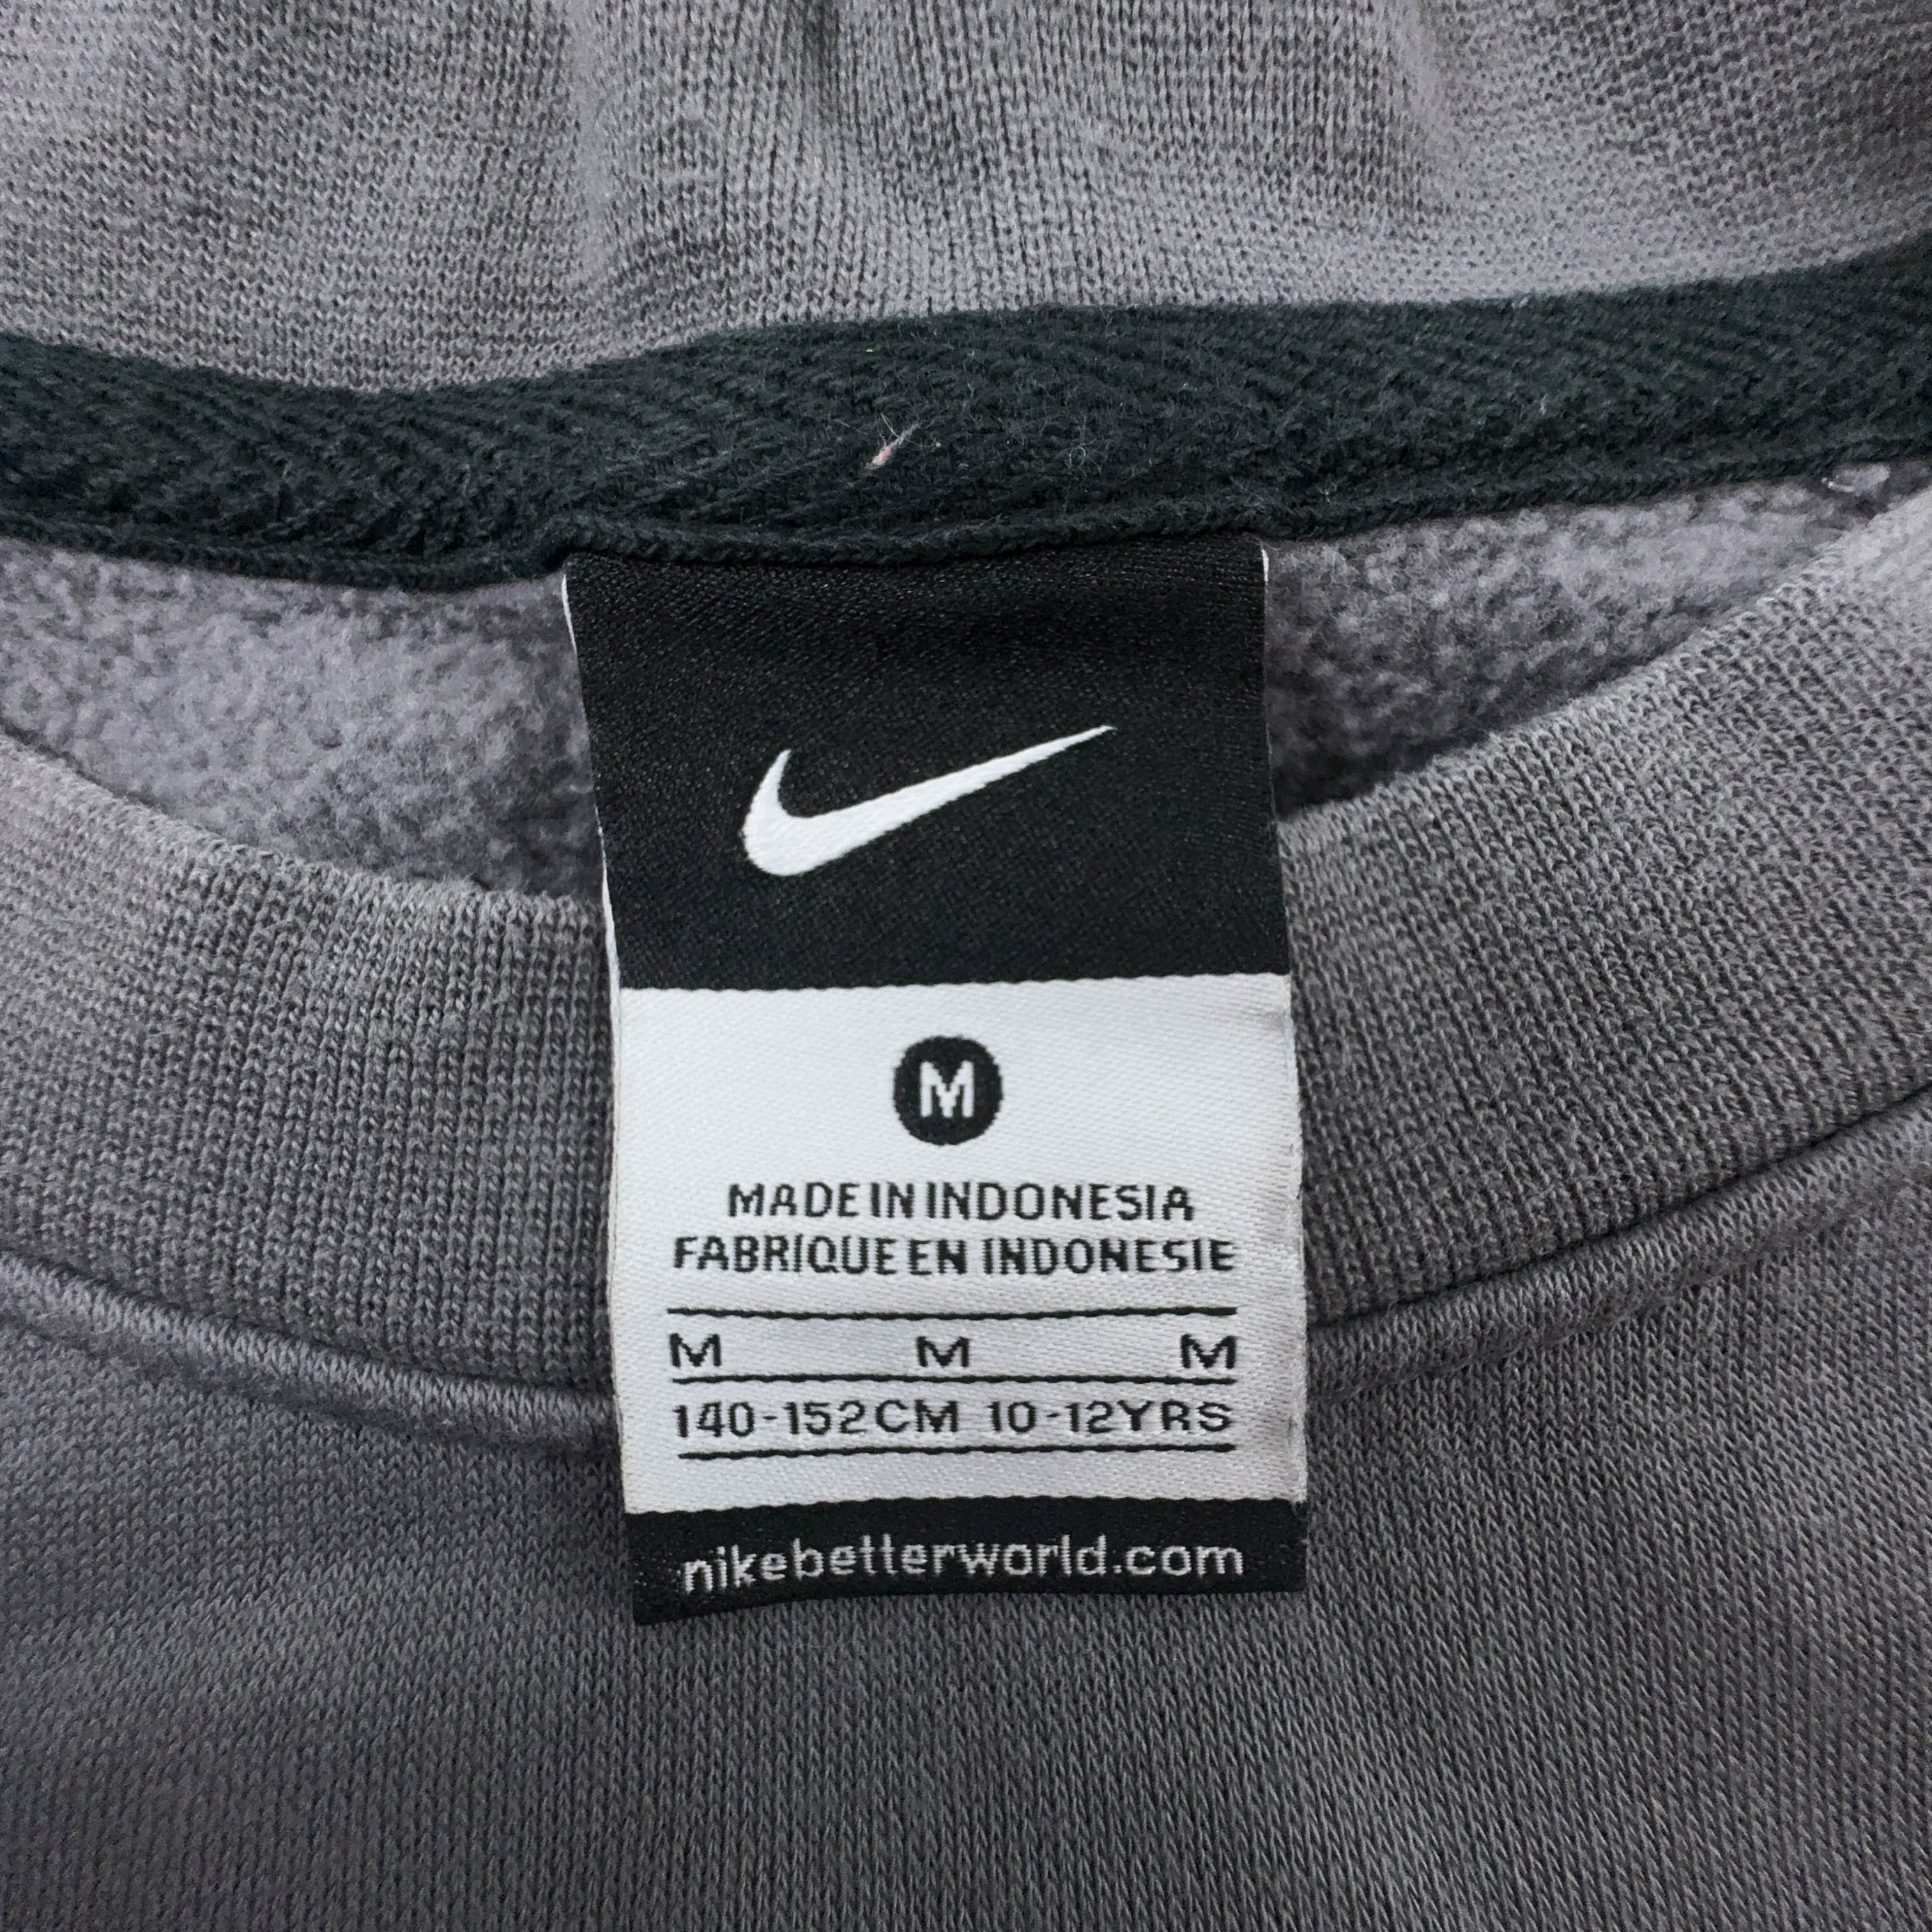 M
MADE IN INDONESIA
FABRIQUE EN INDONESIE
M M M
140-152CM 10-12YRS
nikebetterworld.com